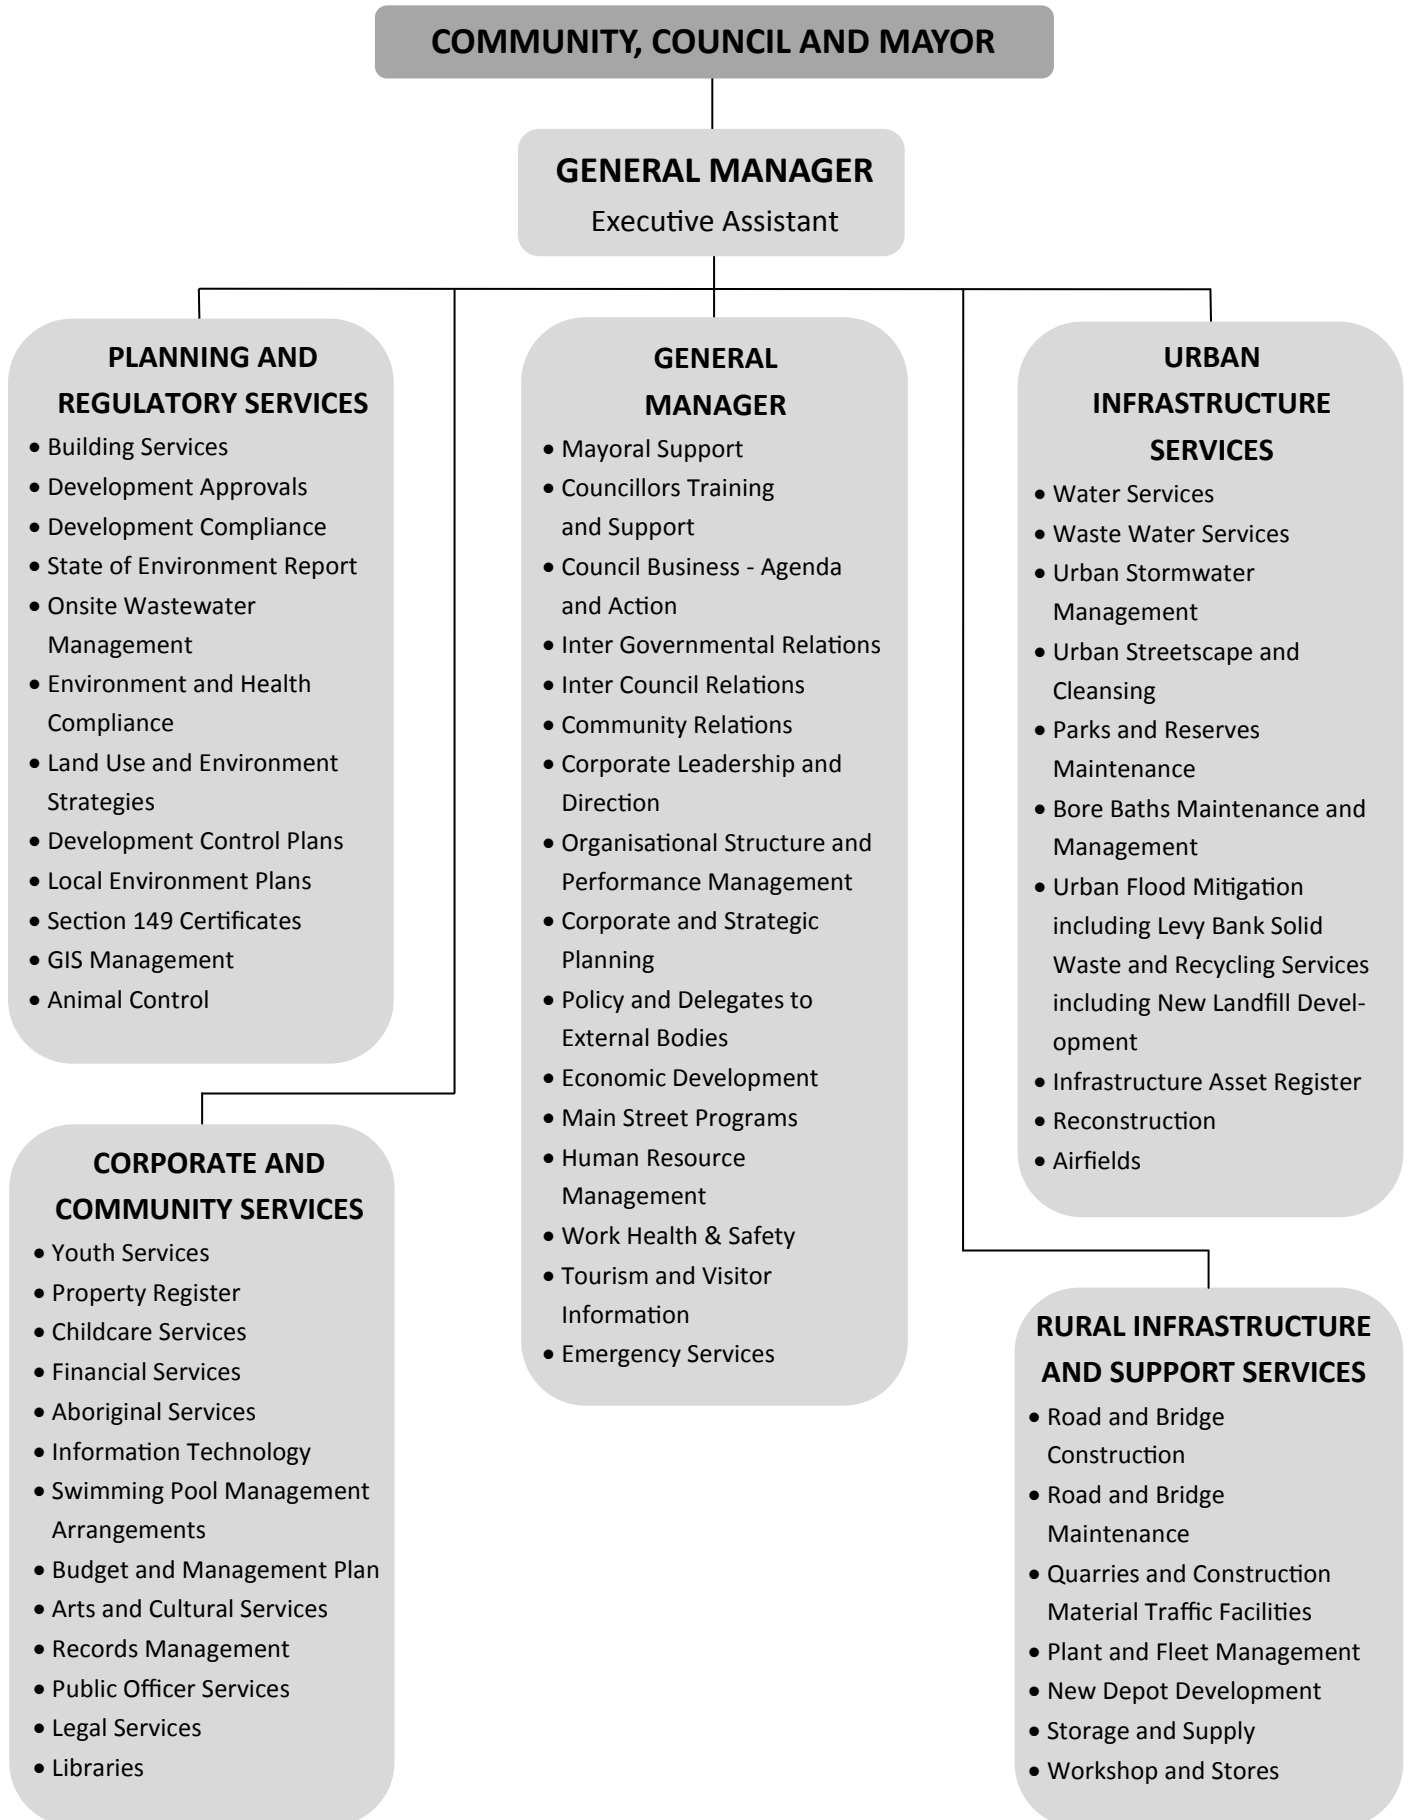 COMMUNITY, COUNCIL AND MAYOR
GENERAL MANAGER
Executive Assistant
PLANNING AND
REGULATORY SERVICES
• Building Services
• Development Approvals
• Development Compliance
• State of Environment Report
• Onsite Wastewater
Management
• Environment and Health
Compliance
• Land Use and Environment
Strategies
• Development Control Plans
• Local Environment Plans
• Section 149 Certificates
• GIS Management
• Animal Control
CORPORATE AND
COMMUNITY SERVICES
• Youth Services
• Property Register
• Childcare Services
• Financial Services
• Aboriginal Services
• Information Technology
• Swimming Pool Management
Arrangements
• Budget and Management Plan
• Arts and Cultural Services
• Records Management
• Public Officer Services
• Legal Services
• Libraries
GENERAL
MANAGER
• Mayoral Support
• Councillors Training
and Support
• Council Business - Agenda
and Action
• Inter Governmental Relations
• Inter Council Relations
• Community Relations
• Corporate Leadership and
Direction
• Organisational Structure and
Performance Management
• Corporate and Strategic
Planning
• Policy and Delegates to
External Bodies
• Economic Development
• Main Street Programs
• Human Resource
Management
• Work Health & Safety
• Tourism and Visitor
Information
• Emergency Services
URBAN
INFRASTRUCTURE
SERVICES
• Water Services
• Waste Water Services
• Urban Stormwater
Management
• Urban Streetscape and
Cleansing
• Parks and Reserves
Maintenance
• Bore Baths Maintenance and
Management
• Urban Flood Mitigation
including Levy Bank Solid
Waste and Recycling Services
including New Landfill Devel-
opment
• Infrastructure Asset Register
• Reconstruction
• Airfields
RURAL INFRASTRUCTURE
AND SUPPORT SERVICES
• Road and Bridge
Construction
• Road and Bridge
Maintenance
• Quarries and Construction
Material Traffic Facilities
• Plant and Fleet Management
• New Depot Development
• Storage and Supply
• Workshop and Stores